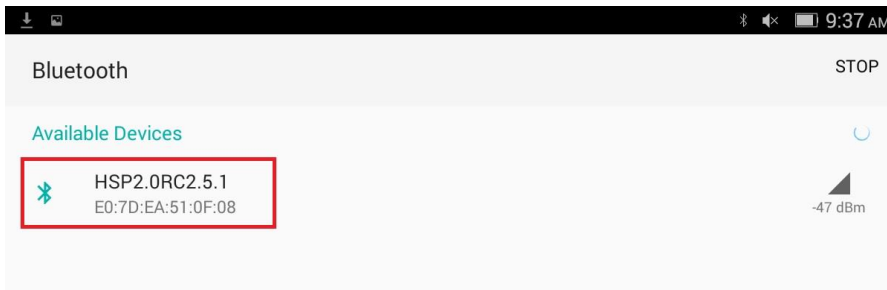 9:37 AM
Bluetooth
STOP
Available Devices
HSP2.0RC2.5.1
E0:7D:EA:51:0F:08
-47 dBm